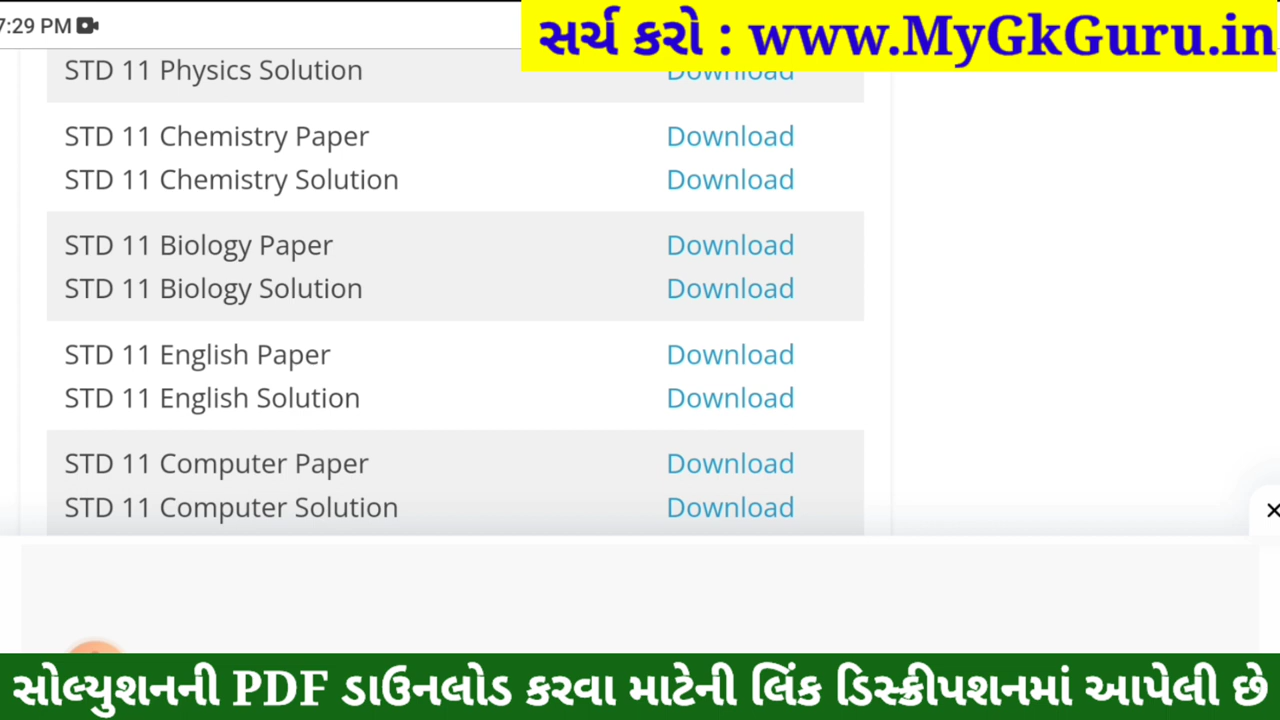 7:29 PM
સર્ચ કરો : www.MyGkGuru.in
STD 11 Physics Solution Download
STD 11 Chemistry Paper Download
STD 11 Chemistry Solution Download
STD 11 Biology Paper Download
STD 11 Biology Solution Download
STD 11 English Paper Download
STD 11 English Solution Download
STD 11 Computer Paper Download
STD 11 Computer Solution Download
સોલ્યુશનની PDF ડાઉનલોડ કરવા માટેની લિંક ડિસ્ક્રીપશનમાં આપેલી છે